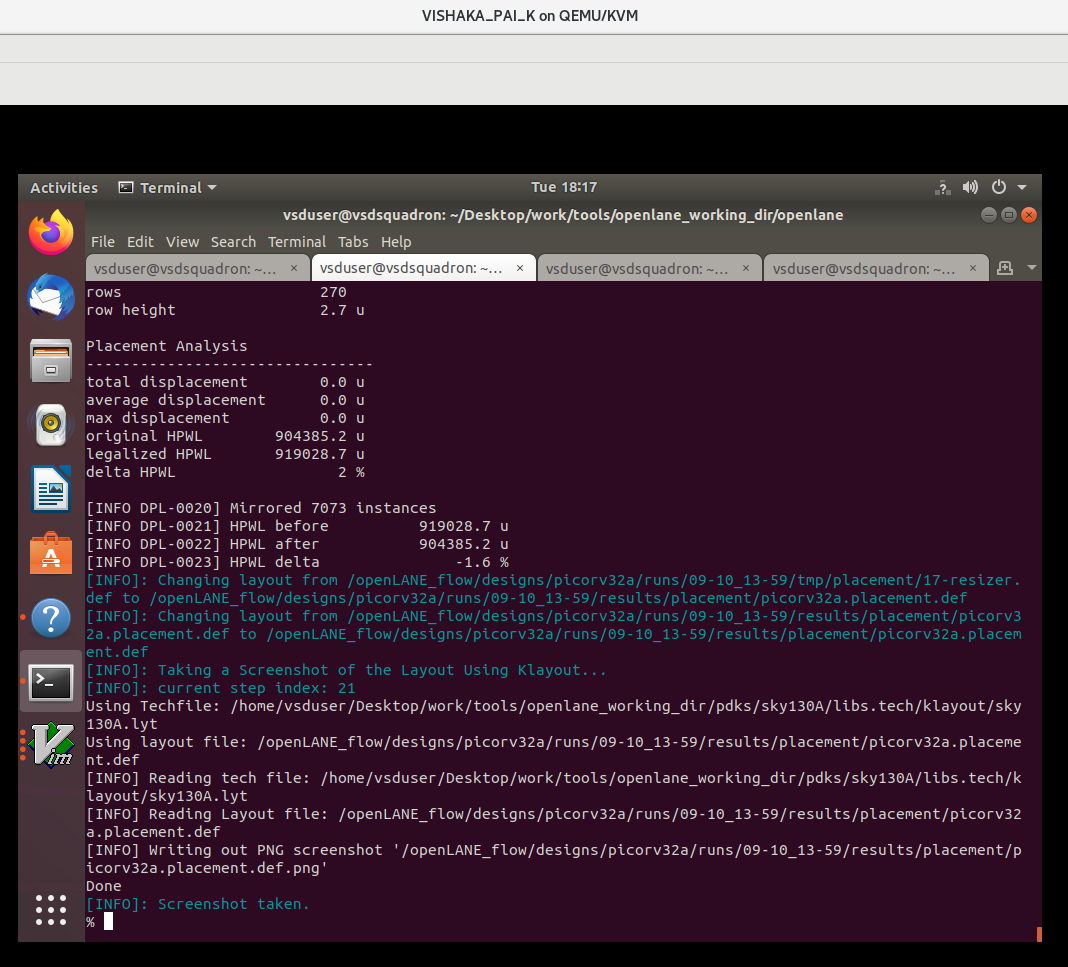 VISHAKA_PAI_K on QEMU/KVM
Activities Terminal Tue 18:17
vsduser@vsdsquadron: ~/Desktop/work/tools/openlane_working_dir/openlane
File Edit View Search Terminal Tabs Help
vsduser@vsdsquadron: ~... × vsduser@vsdsquadron: ~... × vsduser@vsdsquadron: ~... × vsduser@vsdsquadron: ~... ×
rows                      270
row height                2.7 u
Placement Analysis
--------------------------------
total displacement        0.0 u
average displacement      0.0 u
max displacement          0.0 u
original HPWL        904385.2 u
legalized HPWL       919028.7 u
delta HPWL                  2 %
[INFO DPL-0020] Mirrored 7073 instances
[INFO DPL-0021] HPWL before          919028.7 u
[INFO DPL-0022] HPWL after           904385.2 u
[INFO DPL-0023] HPWL delta               -1.6 %
[INFO]: Changing layout from /openLANE_flow/designs/picorv32a/runs/09-10_13-59/tmp/placement/17-resizer.
def to /openLANE_flow/designs/picorv32a/runs/09-10_13-59/results/placement/picorv32a.placement.def
[INFO]: Changing layout from /openLANE_flow/designs/picorv32a/runs/09-10_13-59/results/placement/picorv3
2a.placement.def to /openLANE_flow/designs/picorv32a/runs/09-10_13-59/results/placement/picorv32a.placem
ent.def
[INFO]: Taking a Screenshot of the Layout Using Klayout...
[INFO]: current step index: 21
Using Techfile: /home/vsduser/Desktop/work/tools/openlane_working_dir/pdks/sky130A/libs.tech/klayout/sky
130A.lyt
Using layout file: /openLANE_flow/designs/picorv32a/runs/09-10_13-59/results/placement/picorv32a.placeme
nt.def
[INFO] Reading tech file: /home/vsduser/Desktop/work/tools/openlane_working_dir/pdks/sky130A/libs.tech/k
layout/sky130A.lyt
[INFO] Reading Layout file: /openLANE_flow/designs/picorv32a/runs/09-10_13-59/results/placement/picorv32
a.placement.def
[INFO] Writing out PNG screenshot '/openLANE_flow/designs/picorv32a/runs/09-10_13-59/results/placement/p
icorv32a.placement.def.png'
Done
[INFO]: Screenshot taken.
%